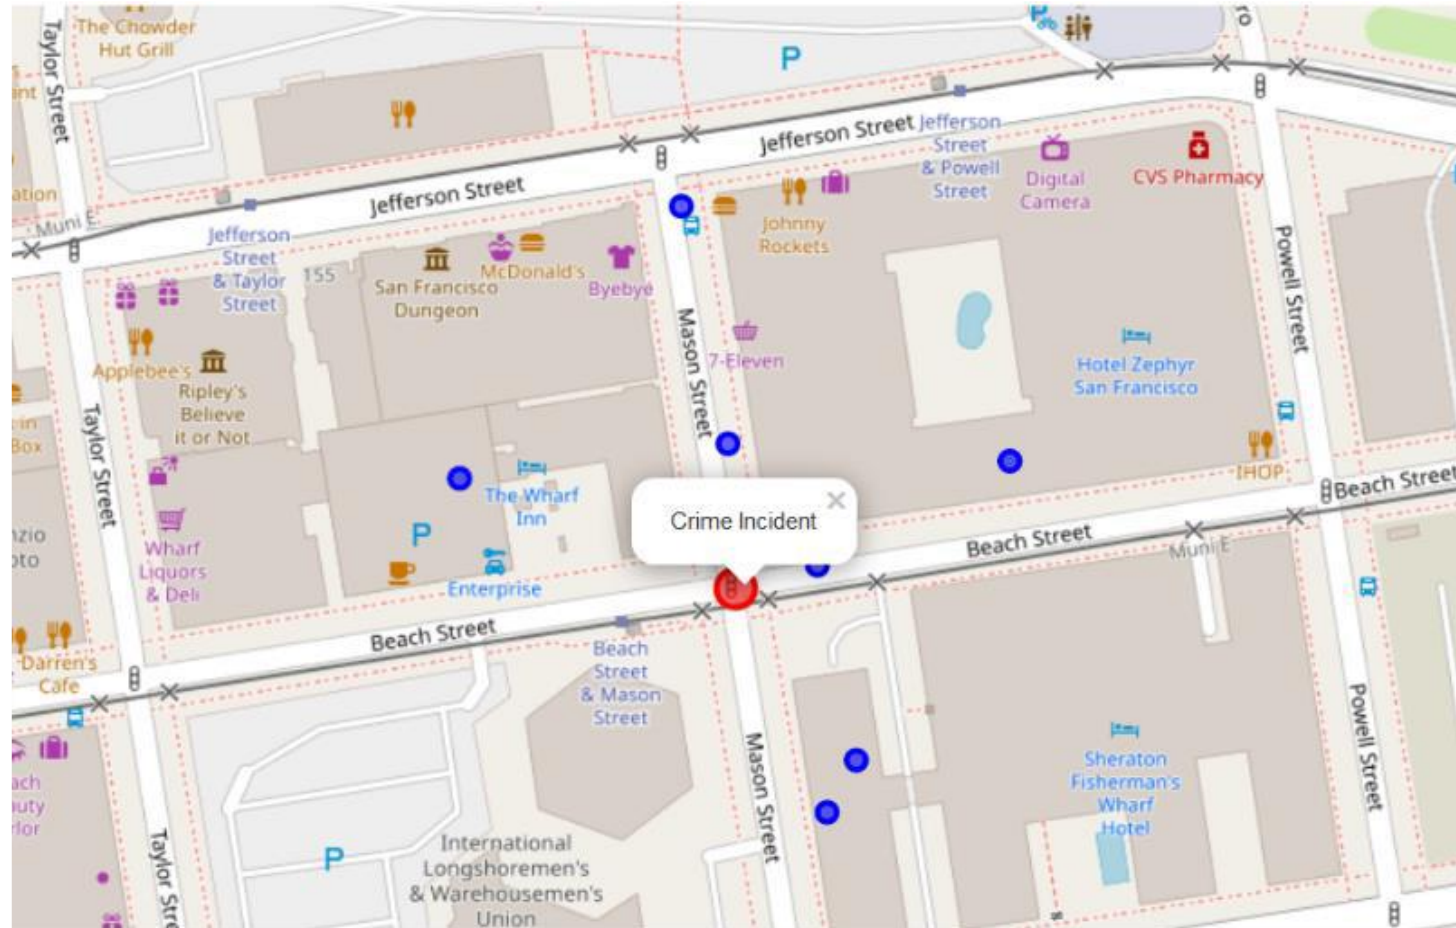 The Chowder
Hut Grill
Taylor Street
P
Jefferson Street
Jefferson
Street
& Powell
Street
Digital
Camera
CVS Pharmacy
Muni E
Jefferson Street
Jefferson
Street
& Taylor
Street
155
San Francisco
Dungeon
McDonald's
Byebye
Johnny
Rockets
Powell Street
Mason Street
7-Eleven
Hotel Zephyr
San Francisco
Applebee's
Ripley's
Believe
it or Not
Taylor Street
IHOP
The Wharf
Inn
P
Crime Incident
×
Beach Street
Beach Street
Muni E
Wharf
Liquors
& Deli
Enterprise
Beach Street
Beach
Street
& Mason
Street
Darren's
Cafe
Mason Street
Sheraton
Fisherman's
Wharf
Hotel
Powell Street
P
International
Longshoremen's
& Warehousemen's
Union
Taylor Stre